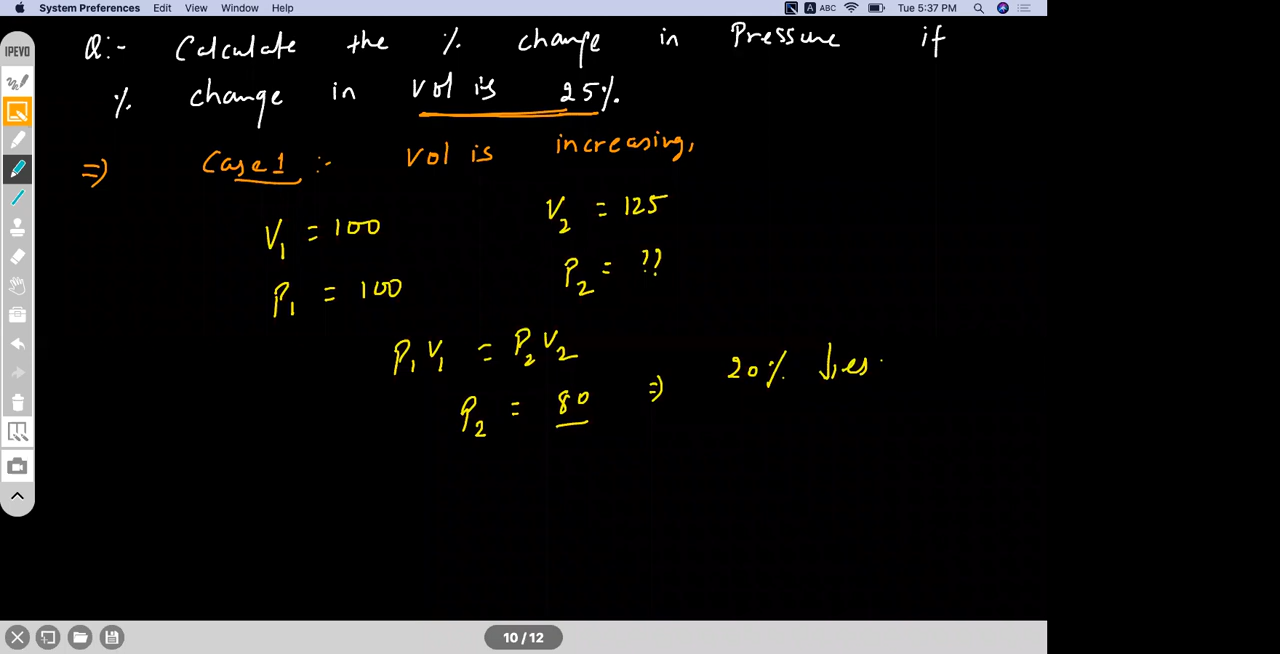 System Preferences Edit View Window Help A ABC Tue 5:37 PM
IPEVO
Q:- Calculate the % change in Pressure if
% change in vol is 25%.
⇒ Case 1 :- Vol is increasing,
V₁ = 100 V₂ = 125
P₁ = 100 P₂ = ??
P₁V₁ = P₂V₂
P₂ = 80 ⇒ 20% ↓ses.
10 / 12